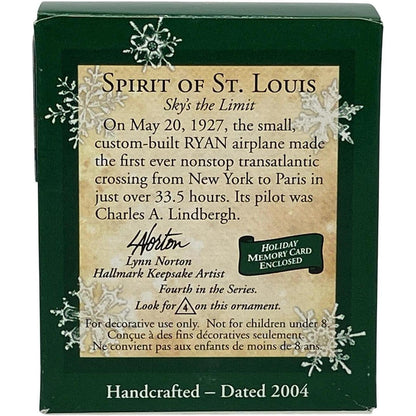 SPIRIT OF ST. LOUIS
Sky's the Limit
On May 20, 1927, the small,
custom-built RYAN airplane made
the first ever nonstop transatlantic
crossing from New York to Paris in
just over 33.5 hours. Its pilot was
Charles A. Lindbergh.
LNorton
Lynn Norton
Hallmark Keepsake Artist
HOLIDAY
MEMORY CARD
ENCLOSED
Fourth in the Series.
Look for 4 on this ornament.
For decorative use only. Not for children under 8.
Conçue à des fins décoratives seulement.
Ne convient pas aux enfants de moins de 8 ans.
Handcrafted – Dated 2004